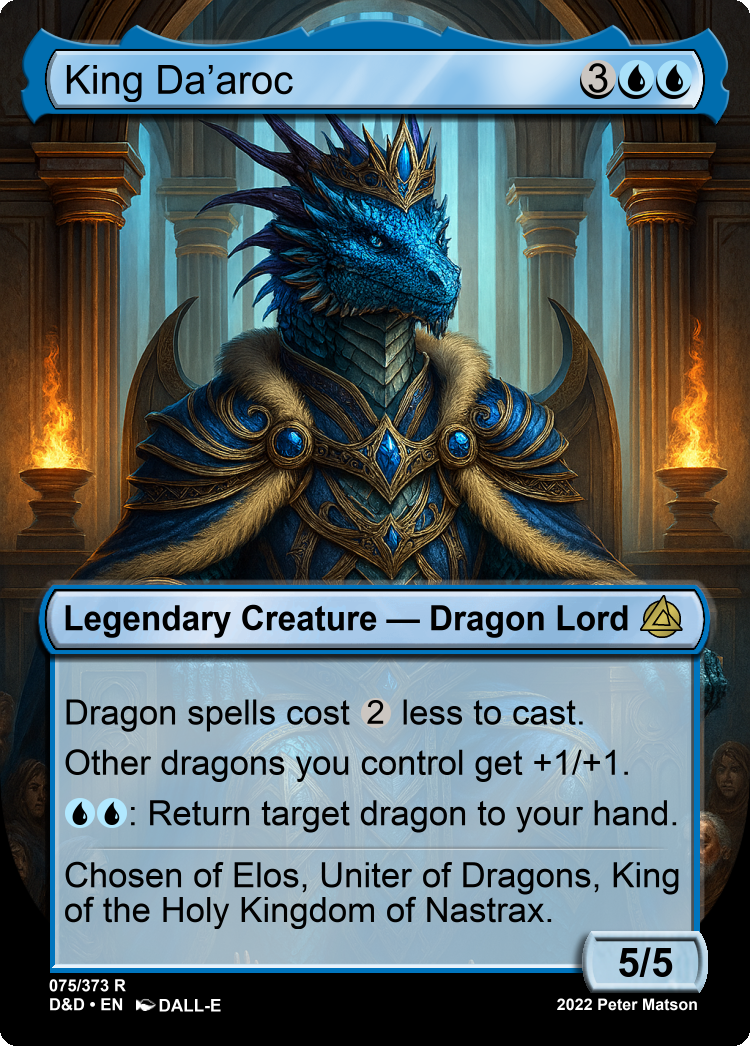 King Da’aroc 3
Legendary Creature — Dragon Lord
Dragon spells cost 2 less to cast.
Other dragons you control get +1/+1.
: Return target dragon to your hand.
Chosen of Elos, Uniter of Dragons, King
of the Holy Kingdom of Nastrax.
5/5
075/373 R
D&D • EN DALL-E
2022 Peter Matson